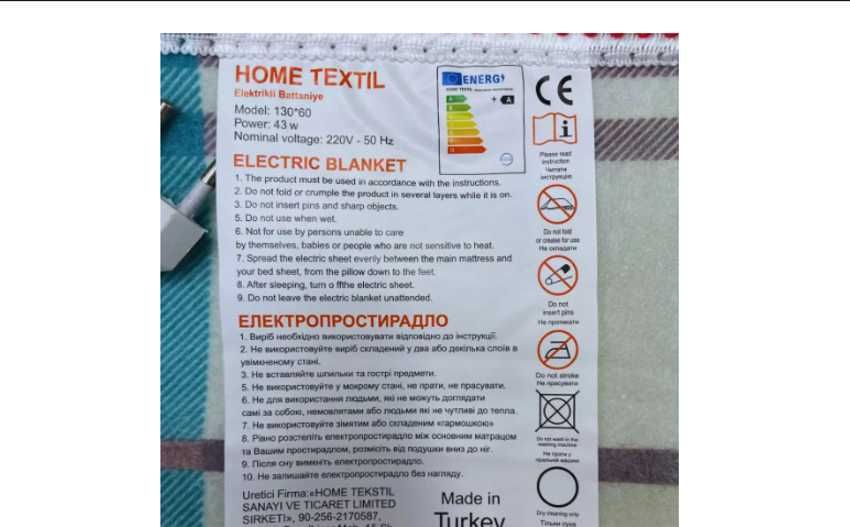 HOME TEXTIL
Elektrikli Battaniye
Model: 130*60
Power: 43 w
Nominal voltage: 220V - 50 Hz
ENERG
HOME TEXTIL
A
CE
Please read
instruction
Читати
інструкцію
ELECTRIC BLANKET
1. The product must be used in accordance with the instructions.
2. Do not fold or crumple the product in several layers while it is on.
3. Do not insert pins and sharp objects.
5. Do not use when wet.
6. Not for use by persons unable to care
by themselves, babies or people who are not sensitive to heat.
7. Spread the electric sheet evenly between the main mattress and
your bed sheet, from the pillow down to the feet.
8. After sleeping, turn o ffthe electric sheet.
9. Do not leave the electric blanket unattended.
Do not fold
or crease for use
Не складати
Do not
insert pins
Не протикати
ЕЛЕКТРОПРОСТИРАДЛО
1. Виріб необхідно використовувати відповідно до інструкції.
2. Не використовуйте виріб складений у два або декілька слоїв в
увімкненому стані.
3. Не вставляйте шпильки та гострі предмети.
5. Не використовуйте у мокрому стані, не прати, не прасувати.
6. Не для використання людьми, які не можуть доглядати
самі за собою, немовлятами або людьми які не чутливі до тепла.
7. Не використовуйте зімятим або складеним «гармошкою»
8. Рівно розстеліть електропростирадло між основним матрацом
та Вашим простирадлом, розмісіть від подушки вниз до ніг.
9. Після сну вимкніть електропростирадло.
10. Не залишайте електропростирадло без нагляду.
Do not stroke
Не прасувати
Do not wash in the
washing machine
Не прати у
пральній машині
Dry cleaning only
Тільки суха
Uretici Firma:«HOME TEKSTIL
SANAYI VE TICARET LIMITED
SIRKETI», 90-256-2170587,
Made in
Turkey